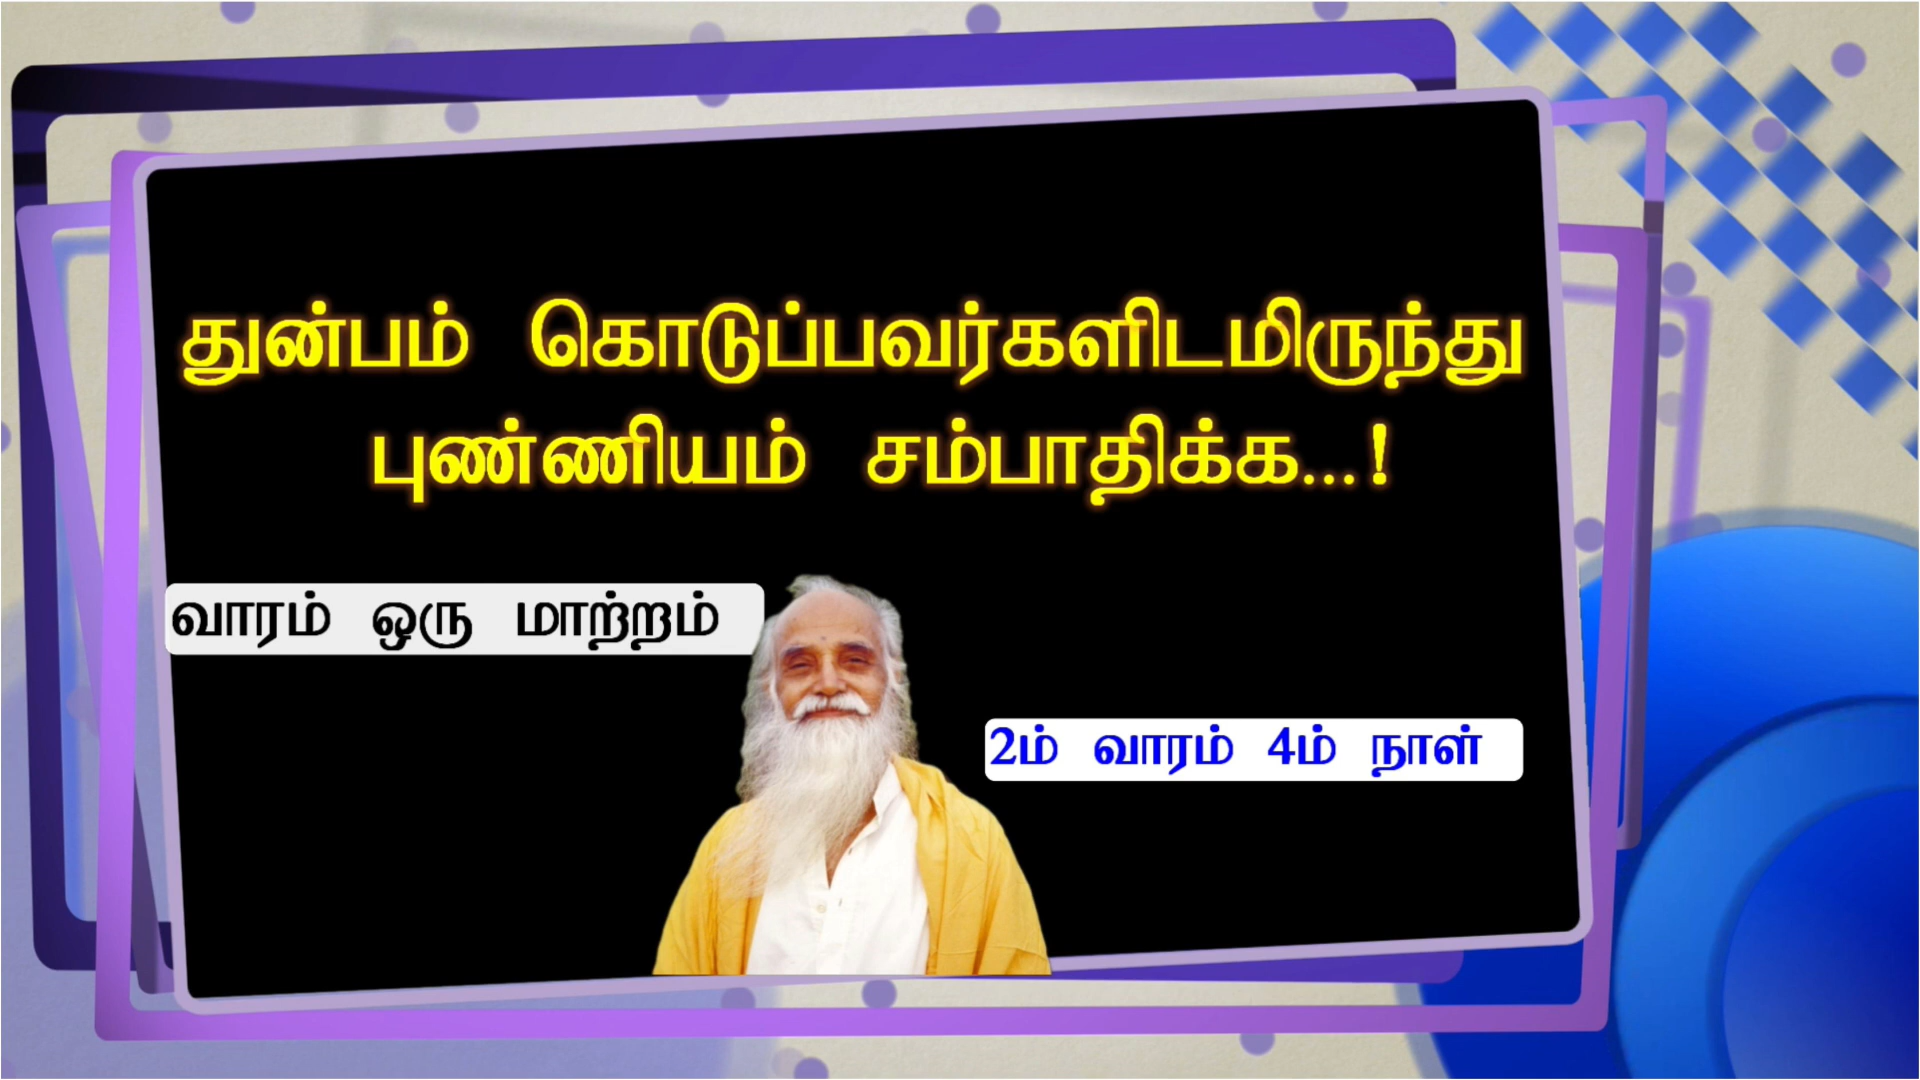 துன்பம் கொடுப்பவர்களிடமிருந்து
புண்ணியம் சம்பாதிக்க...!
வாரம் ஒரு மாற்றம்
2ம் வாரம் 4ம் நாள்